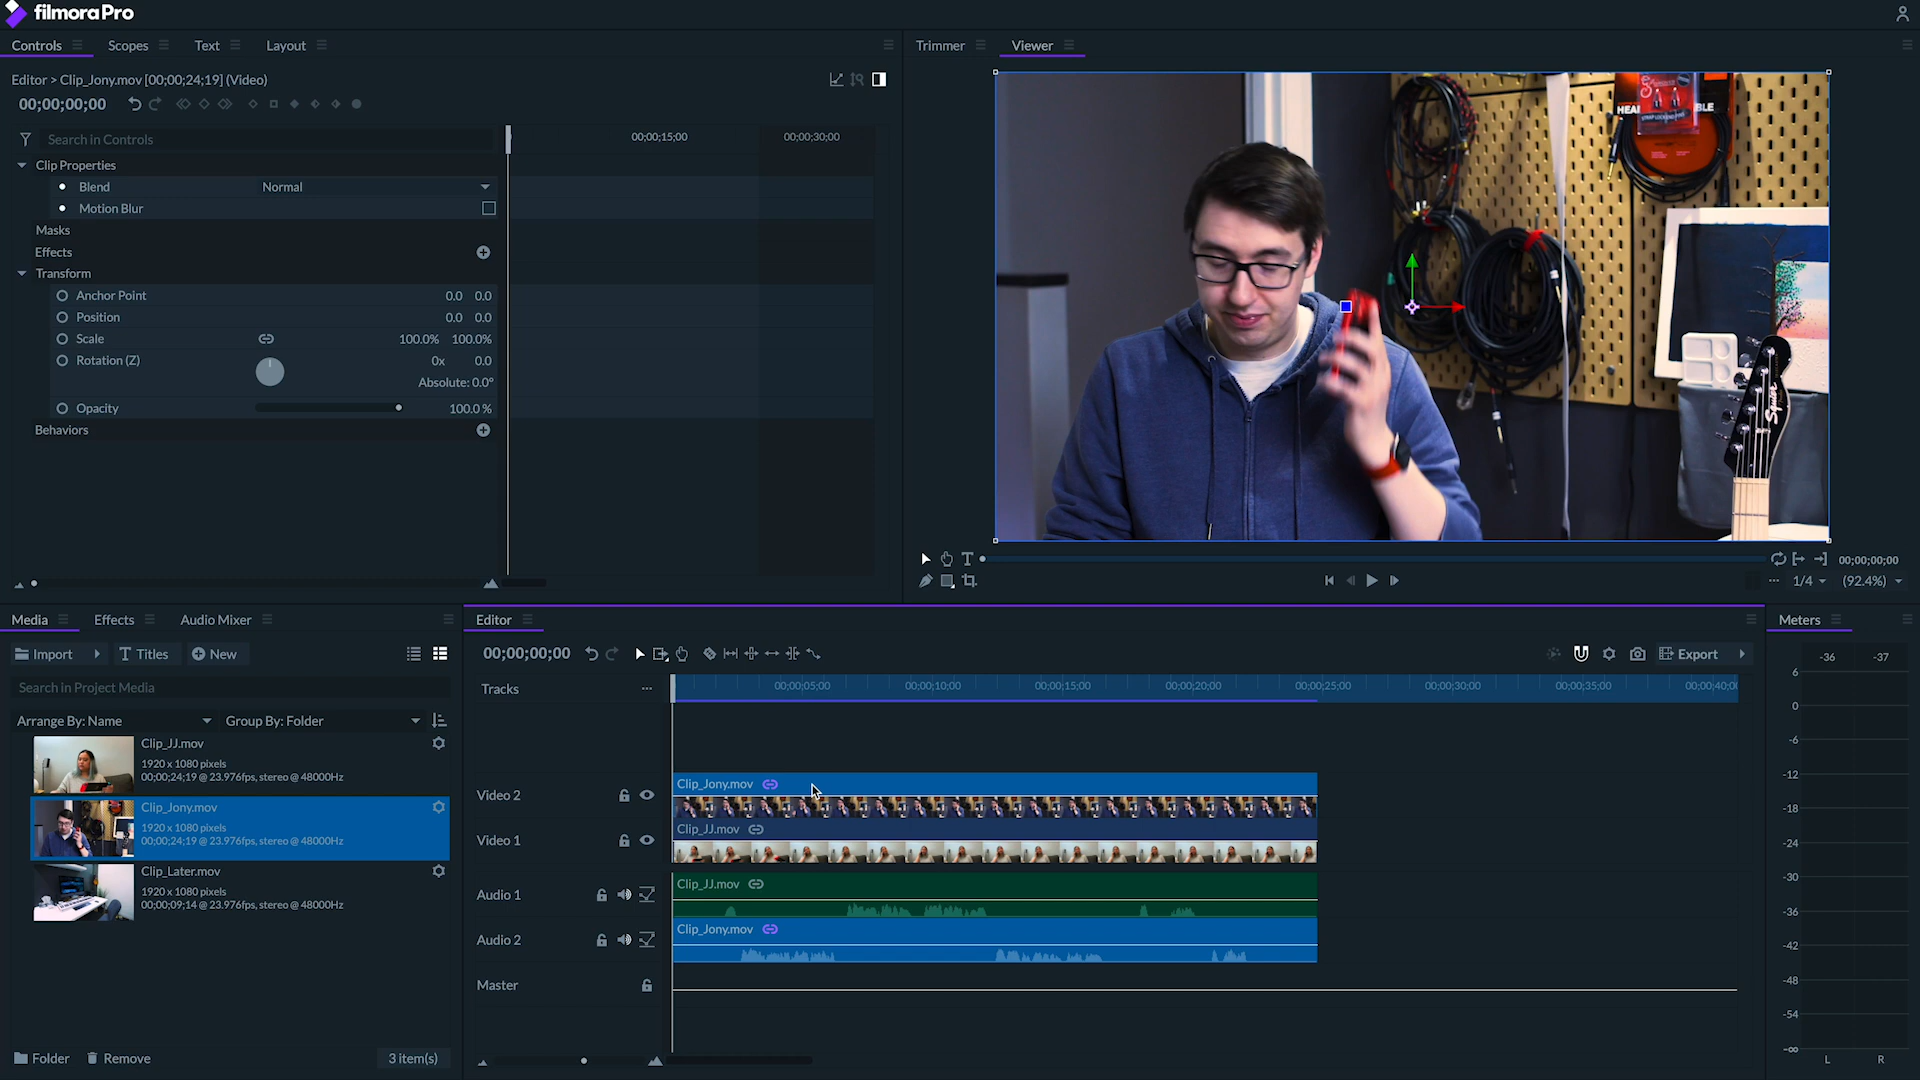 filmoraPro
Controls Scopes Text Layout
Editor > Clip_Jony.mov [00;00;24;19] (Video)
00;00;00;00
Search in Controls
00;00;15;00 00;00;30;00
Clip Properties
Blend Normal
Motion Blur
Masks
Effects
Transform
Anchor Point 0.0 0.0
Position 0.0 0.0
Scale 100.0% 100.0%
Rotation (Z) 0x 0.0
Absolute: 0.0°
Opacity 100.0 %
Behaviors
Trimmer Viewer
HEA BLE
STRAP LOCKING
Squier
00;00;00;00
1/4 (92.4%)
Media Effects Audio Mixer
Import Titles New
Search in Project Media
Arrange By: Name Group By: Folder
Clip_JJ.mov
1920 x 1080 pixels
00;00;24;19 @ 23.976fps, stereo @ 48000Hz
Clip_Jony.mov
1920 x 1080 pixels
00;00;24;19 @ 23.976fps, stereo @ 48000Hz
Clip_Later.mov
1920 x 1080 pixels
00;00;09;14 @ 23.976fps, stereo @ 48000Hz
Folder Remove 3 item(s)
Editor
00;00;00;00 Export
Tracks
00;00;05;00 00;00;10;00 00;00;15;00 00;00;20;00 00;00;25;00 00;00;30;00 00;00;35;00 00;00;40;0
Video 2
Clip_Jony.mov
Video 1
Clip_JJ.mov
Audio 1
Clip_JJ.mov
Audio 2
Clip_Jony.mov
Master
Meters
-36 -37
6
0
-6
-12
-18
-24
-30
-36
-42
-48
-54
-∞
L R